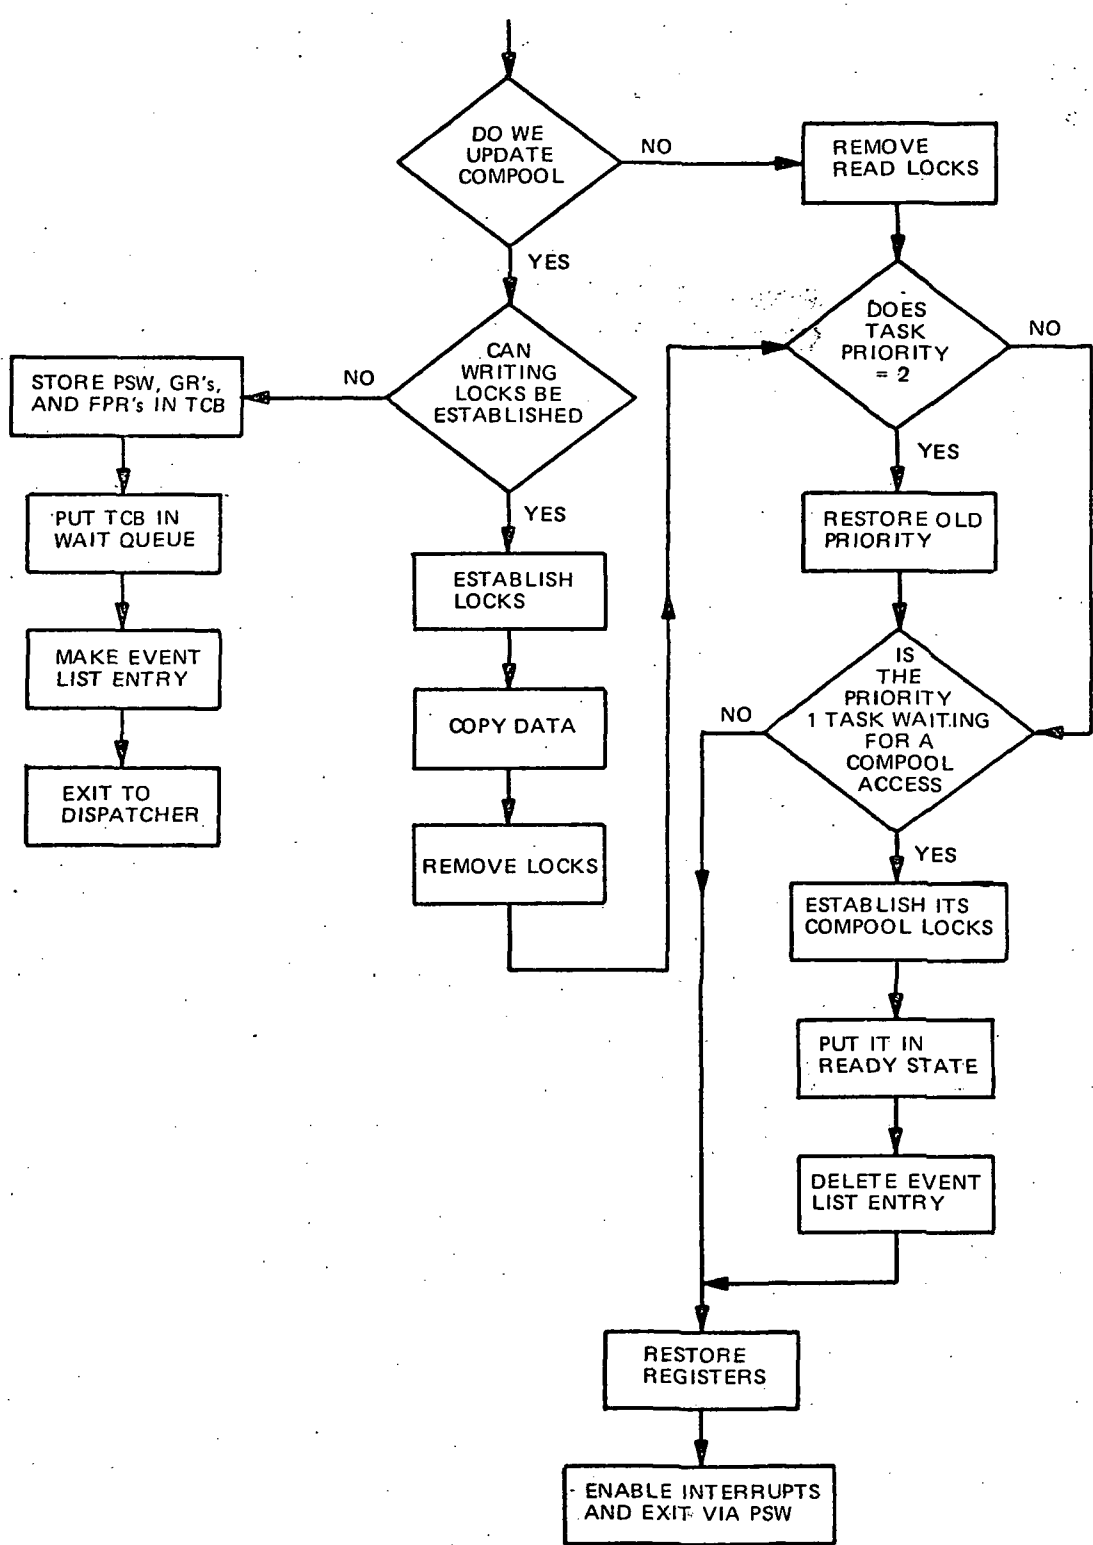 DO WE
UPDATE
COMPOOL
NO
REMOVE
READ LOCKS
YES
DOES
TASK
PRIORITY
= 2
NO
CAN
WRITING
LOCKS BE
ESTABLISHED
NO
STORE PSW, GR's,
AND FPR's IN TCB
YES
YES
PUT TCB IN
WAIT QUEUE
RESTORE OLD
PRIORITY
ESTABLISH
LOCKS
MAKE EVENT
LIST ENTRY
IS
THE
PRIORITY
1 TASK WAITING
FOR A
COMPOOL
ACCESS
NO
COPY DATA
EXIT TO
DISPATCHER
REMOVE LOCKS
YES
ESTABLISH ITS
COMPOOL LOCKS
PUT IT IN
READY STATE
DELETE EVENT
LIST ENTRY
RESTORE
REGISTERS
ENABLE INTERRUPTS
AND EXIT VIA PSW